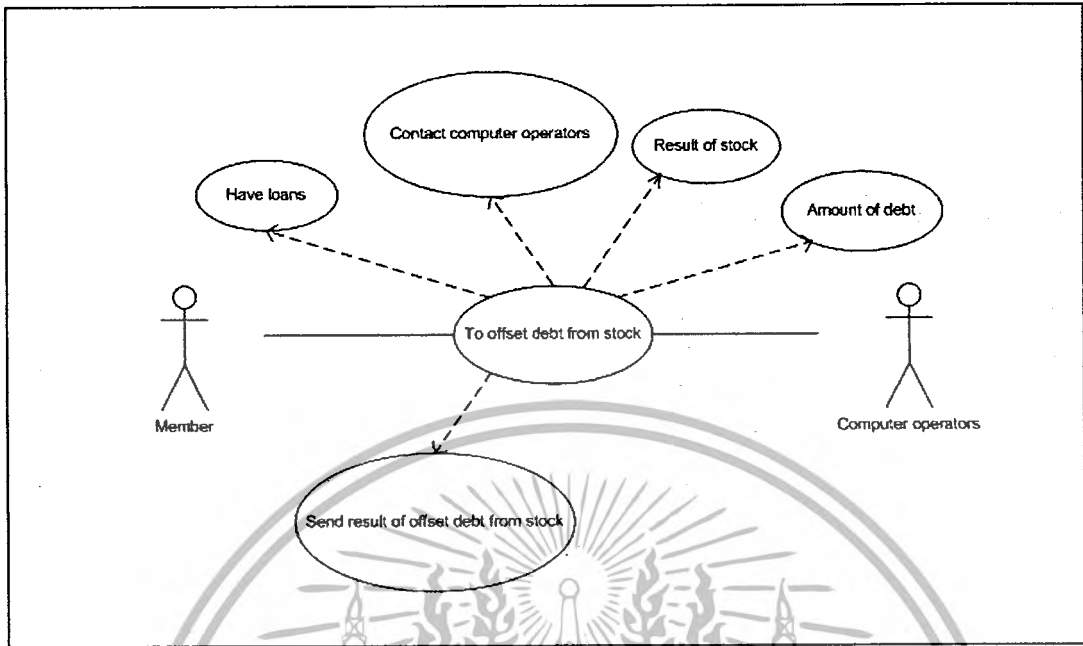 Contact computer operators
Result of stock
Have loans
Amount of debt
To offset debt from stock
Member
Computer operators
Send result of offset debt from stock